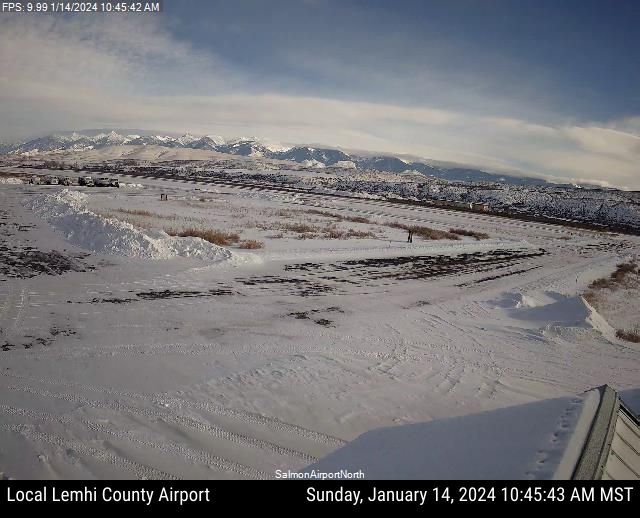 FPS: 9.99 1/14/2024 10:45:42 AM
SalmonAirportNorth
Local Lemhi County Airport Sunday, January 14, 2024 10:45:43 AM MST